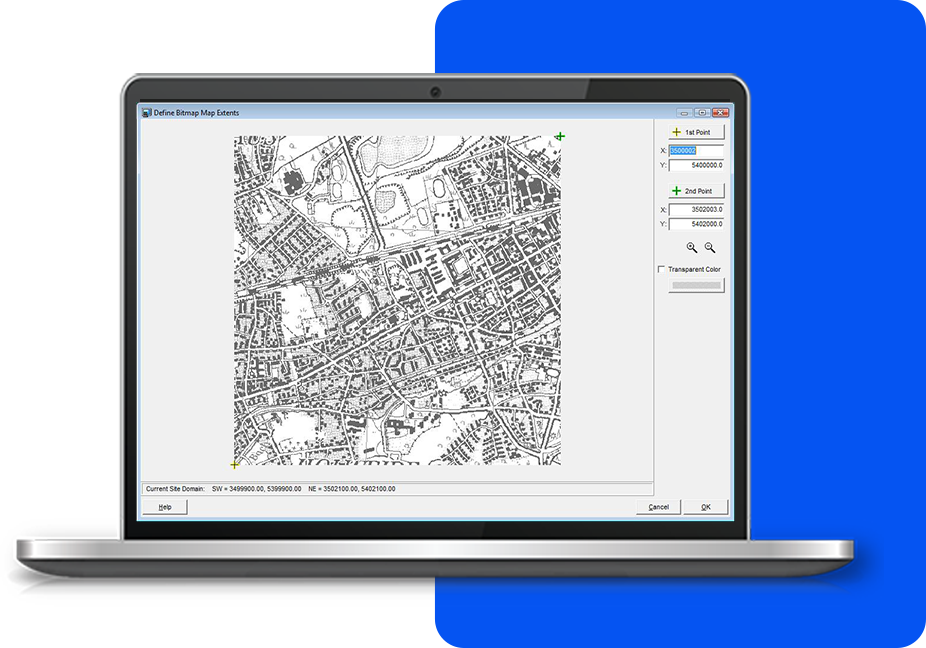 Define Bitmap Map Extents
1st Point
X: 3500002
Y: 5400000.0
2nd Point
X: 3502003.0
Y: 5402000.0
Transparent Color
Current Site Domain: SW = 3499900.00, 5399900.00 NE = 3502100.00, 5402100.00
Help
Cancel
OK